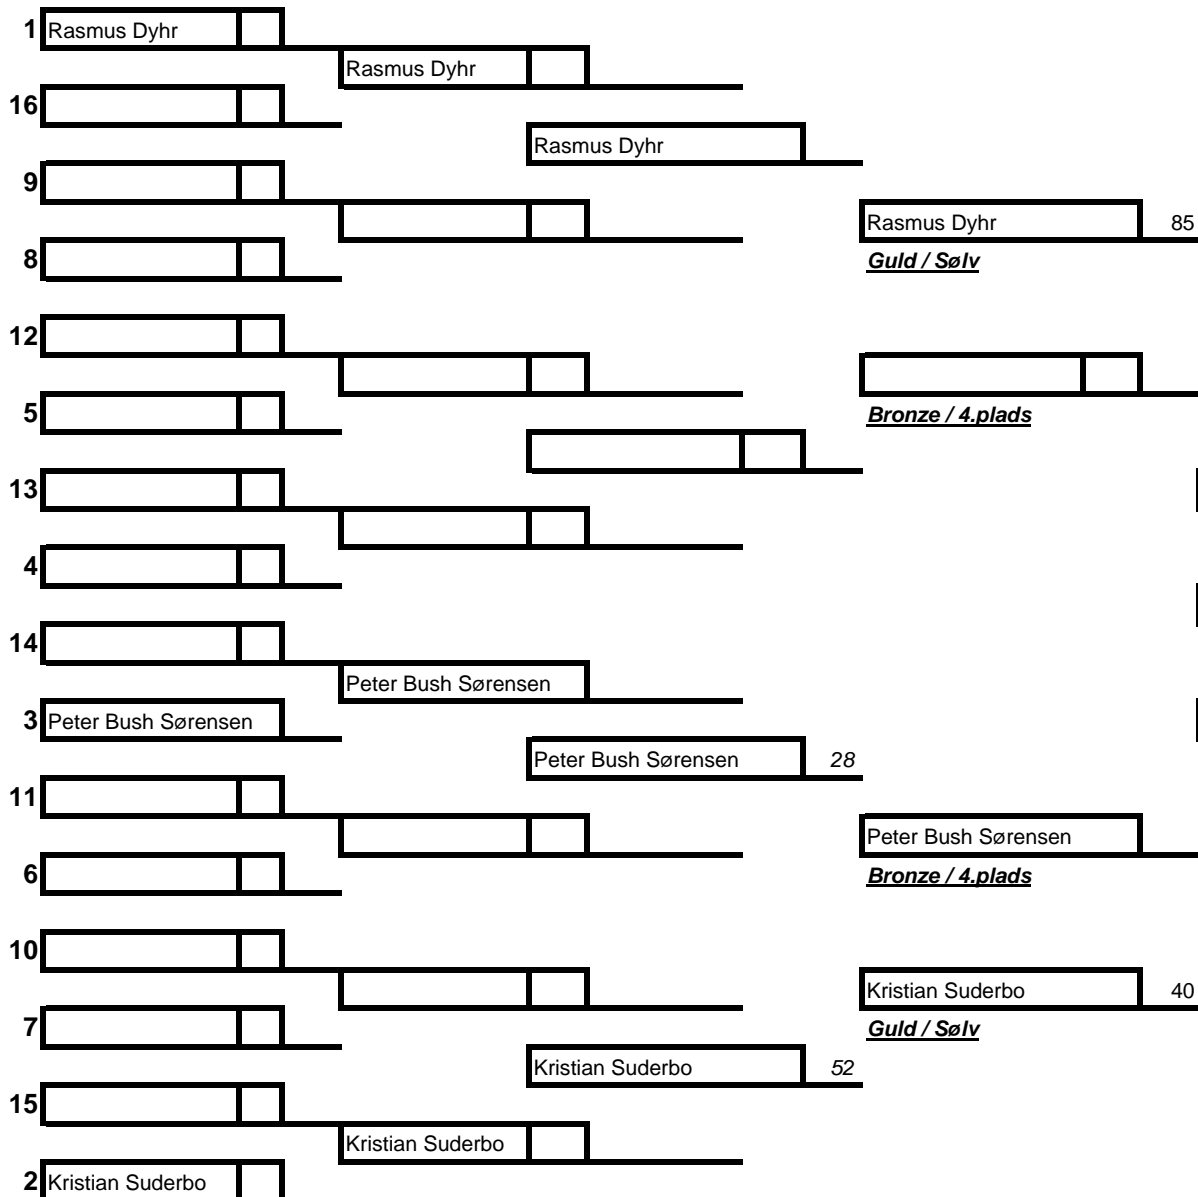 1 Rasmus Dyhr
Rasmus Dyhr
16
Rasmus Dyhr
9
Rasmus Dyhr 85
8
Guld / Sølv
12
5
Bronze / 4.plads
13
4
14
Peter Bush Sørensen
3 Peter Bush Sørensen
Peter Bush Sørensen 28
11
Peter Bush Sørensen
6
Bronze / 4.plads
10
Kristian Suderbo 40
7
Guld / Sølv
Kristian Suderbo 52
15
Kristian Suderbo
2 Kristian Suderbo